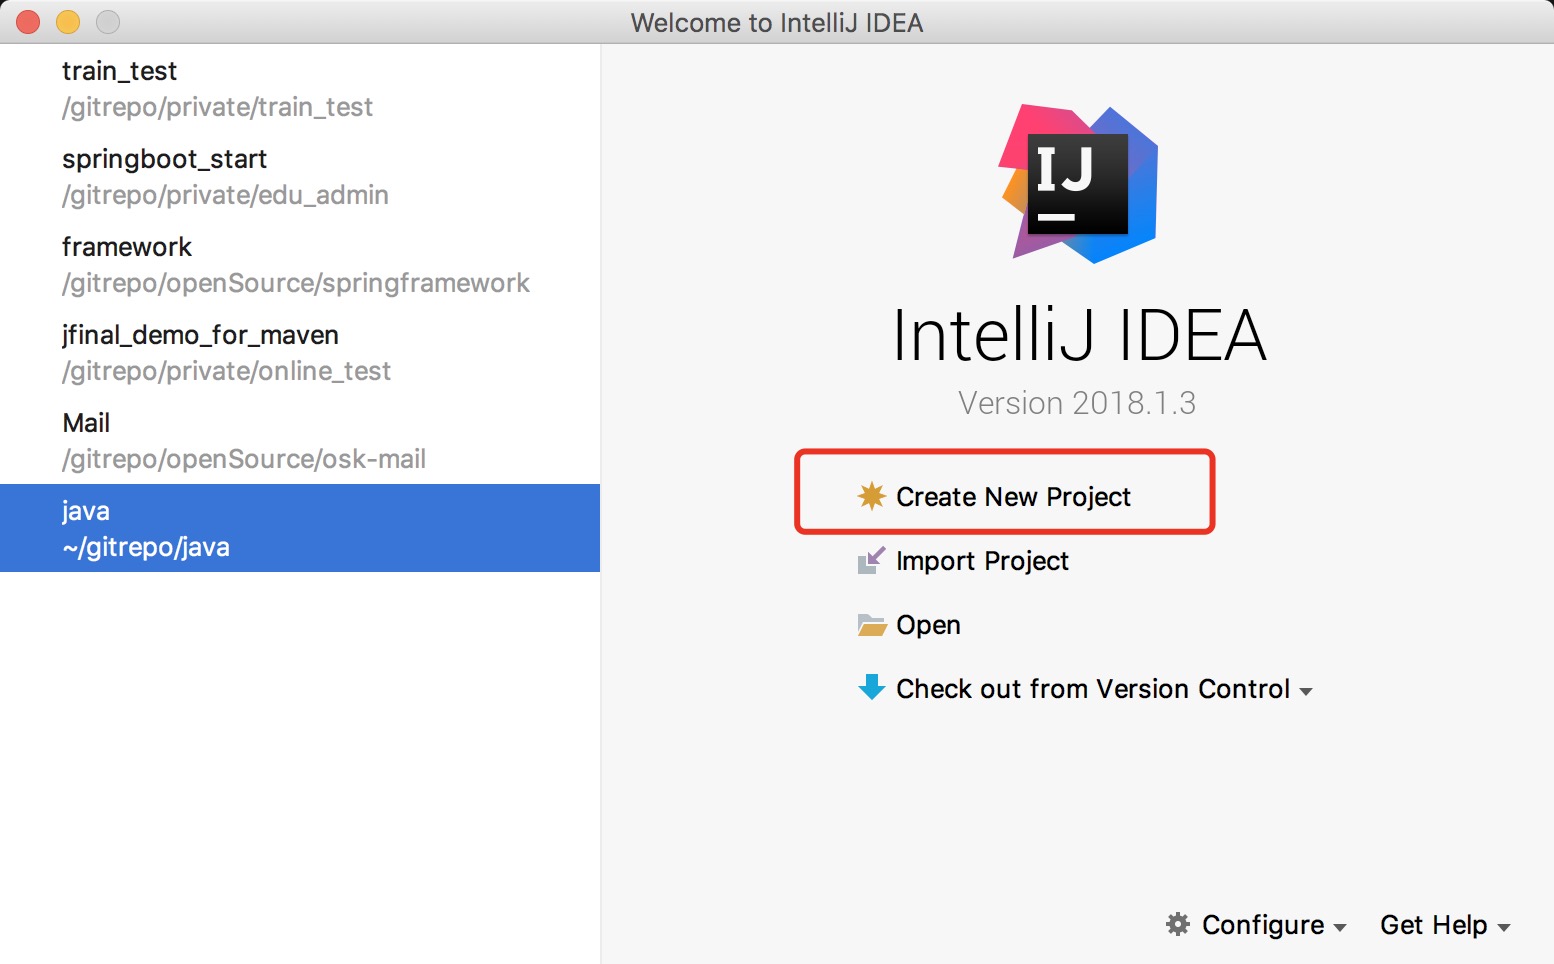 Welcome to IntelliJ IDEA
train_test
/gitrepo/private/train_test
springboot_start
/gitrepo/private/edu_admin
framework
/gitrepo/openSource/springframework
jfinal_demo_for_maven
/gitrepo/private/online_test
Mail
/gitrepo/openSource/osk-mail
java
~/gitrepo/java
IJ
IntelliJ IDEA
Version 2018.1.3
Create New Project
Import Project
Open
Check out from Version Control
Configure
Get Help